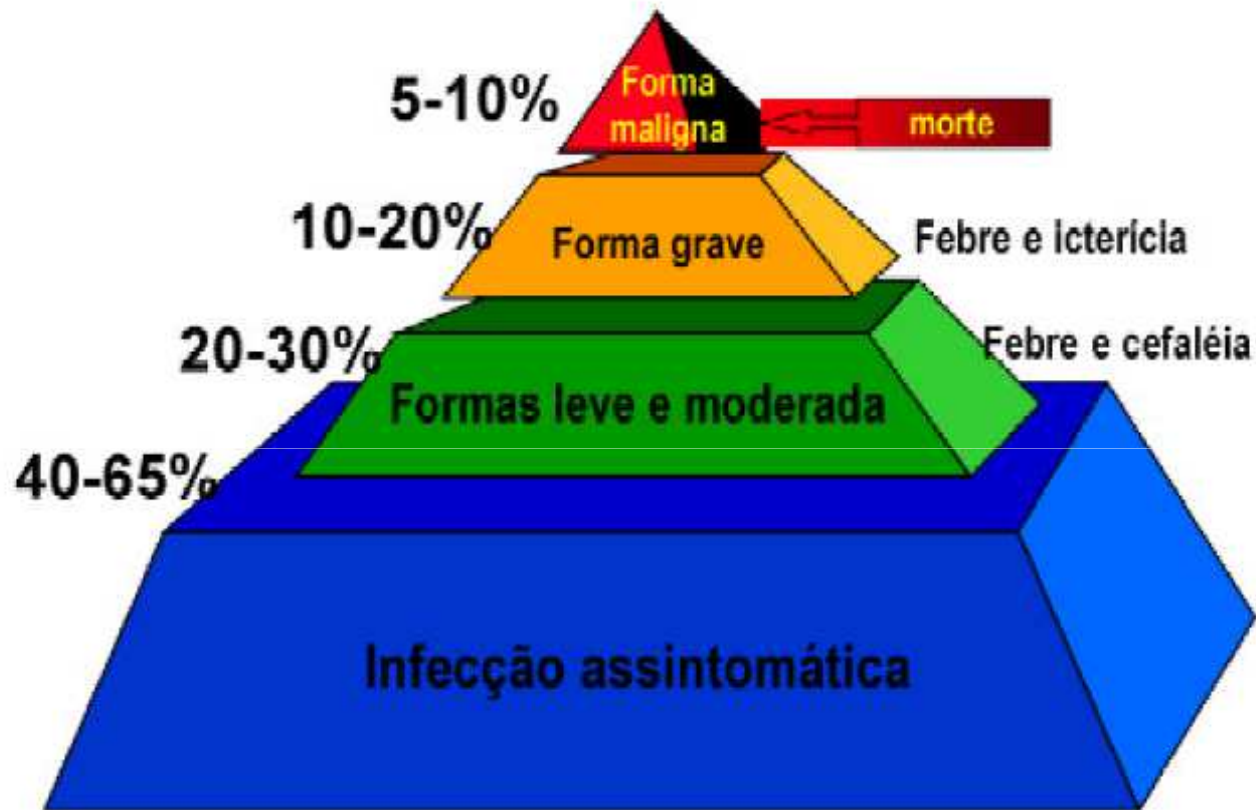 5-10%
Forma
maligna
morte
10-20%
Forma grave
Febre e icterícia
20-30%
Febre e cefaléia
Formas leve e moderada
40-65%
Infecção assintomática